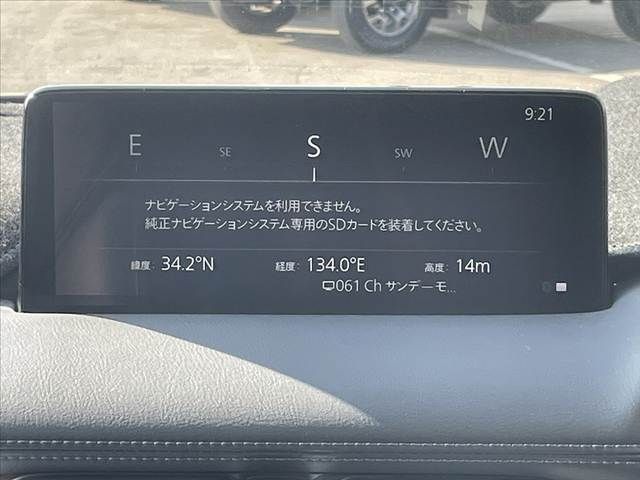 9:21
E SE S SW W
ナビゲーションシステムを利用できません。
純正ナビゲーションシステム専用のSDカードを装着してください。
緯度: 34.2°N 経度: 134.0°E 高度: 14m
061 Ch サンデーモ...